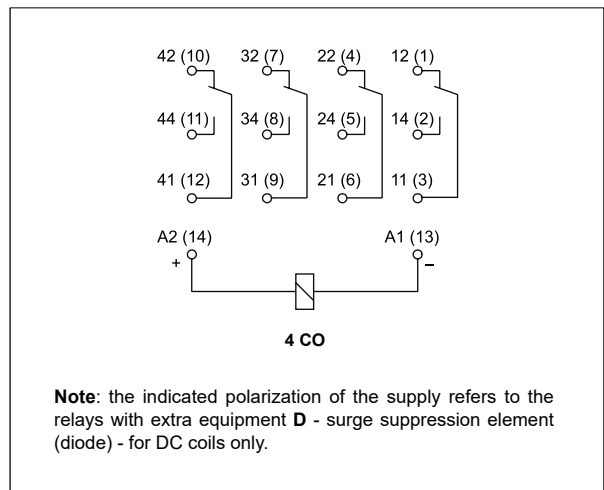 42 (10) 32 (7) 22 (4) 12 (1)
44 (11) 34 (8) 24 (5) 14 (2)
41 (12) 31 (9) 21 (6) 11 (3)
A2 (14) A1 (13)
+ –
4 CO
Note: the indicated polarization of the supply refers to the
relays with extra equipment D - surge suppression element
(diode) - for DC coils only.